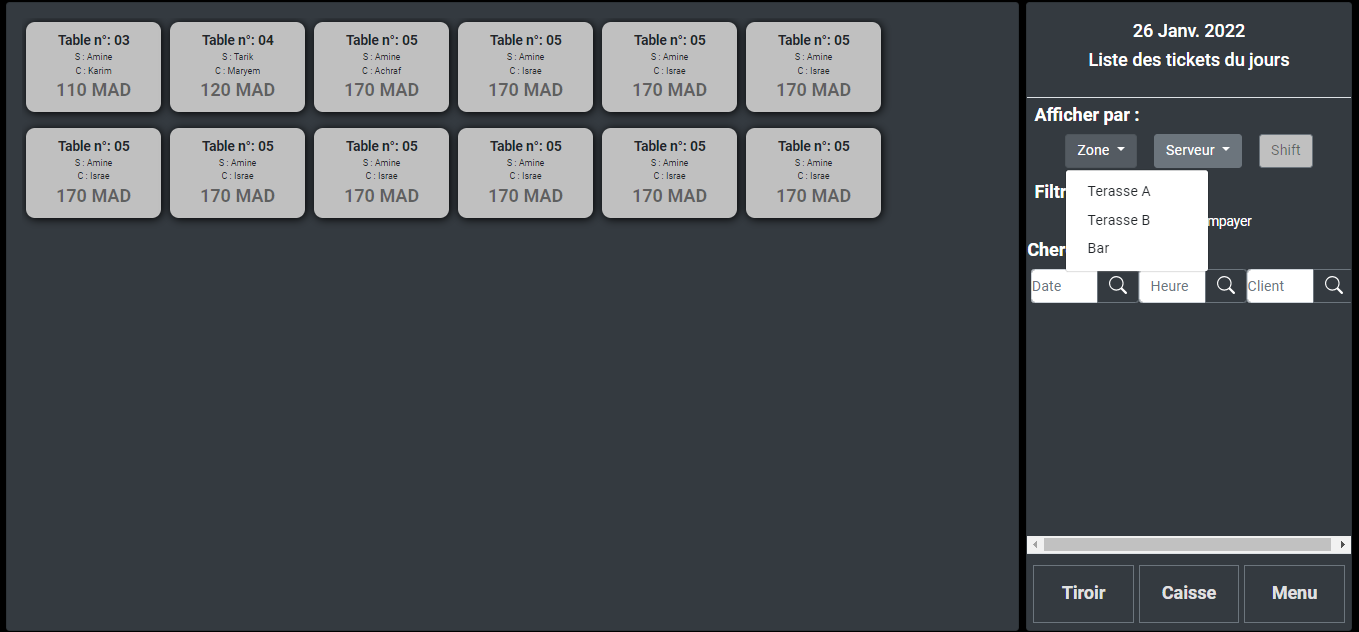 Table n°: 03
S : Amine
C : Karim
110 MAD
Table n°: 04
S : Tarik
C : Maryem
120 MAD
Table n°: 05
S : Amine
C : Achraf
170 MAD
Table n°: 05
S : Amine
C : Israe
170 MAD
Table n°: 05
S : Amine
C : Israe
170 MAD
Table n°: 05
S : Amine
C : Israe
170 MAD
Table n°: 05
S : Amine
C : Israe
170 MAD
Table n°: 05
S : Amine
C : Israe
170 MAD
Table n°: 05
S : Amine
C : Israe
170 MAD
Table n°: 05
S : Amine
C : Israe
170 MAD
Table n°: 05
S : Amine
C : Israe
170 MAD
Table n°: 05
S : Amine
C : Israe
170 MAD
26 Janv. 2022
Liste des tickets du jours
Afficher par :
Zone Serveur Shift
Filtr
Terasse A
Terasse B
mpayer
Bar
Cher
Date Heure Client
Tiroir Caisse Menu